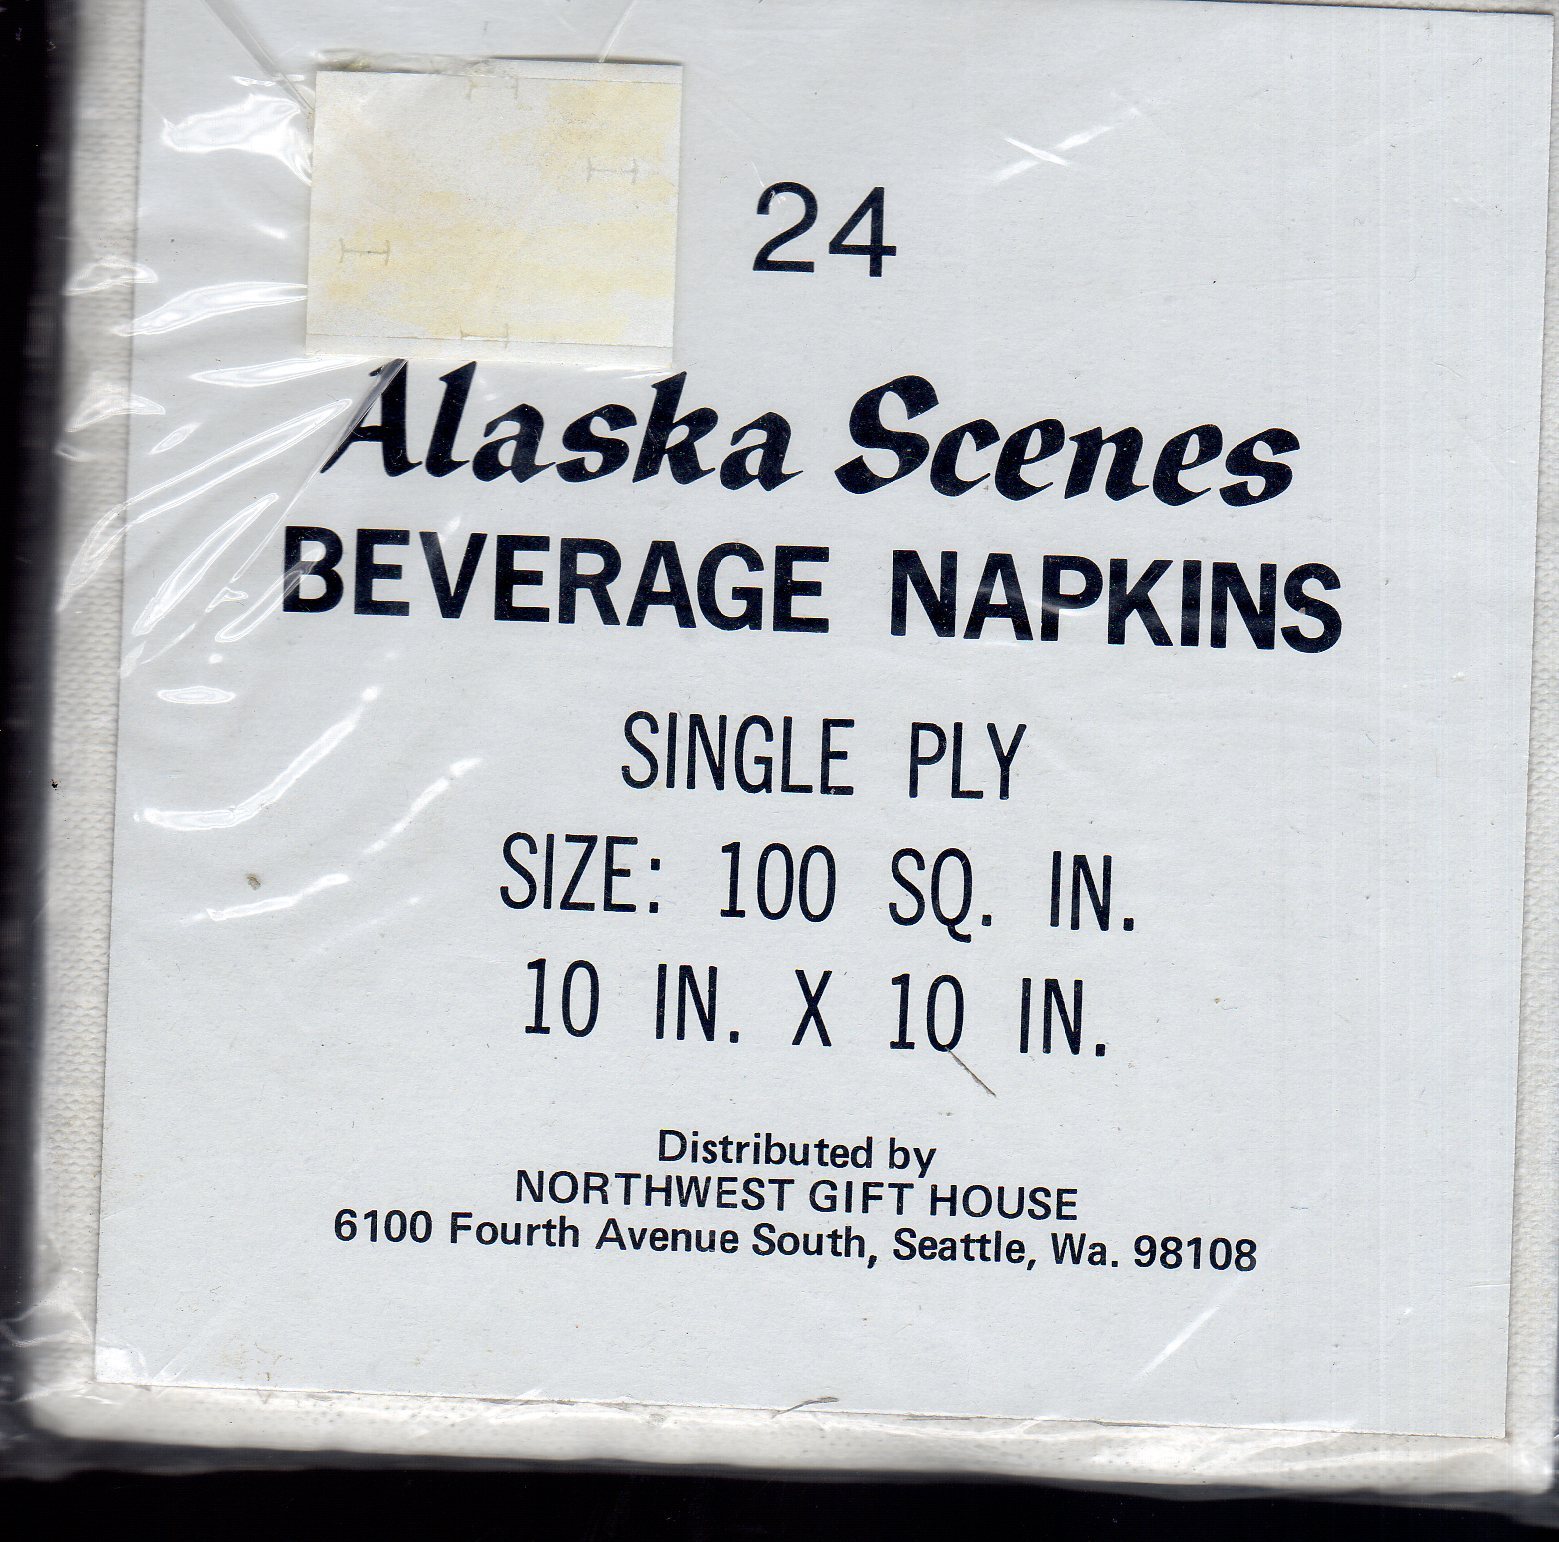 24
Alaska Scenes
BEVERAGE NAPKINS
SINGLE PLY
SIZE: 100 SQ. IN.
10 IN. X 10 IN.
Distributed by
NORTHWEST GIFT HOUSE
6100 Fourth Avenue South, Seattle, Wa. 98108